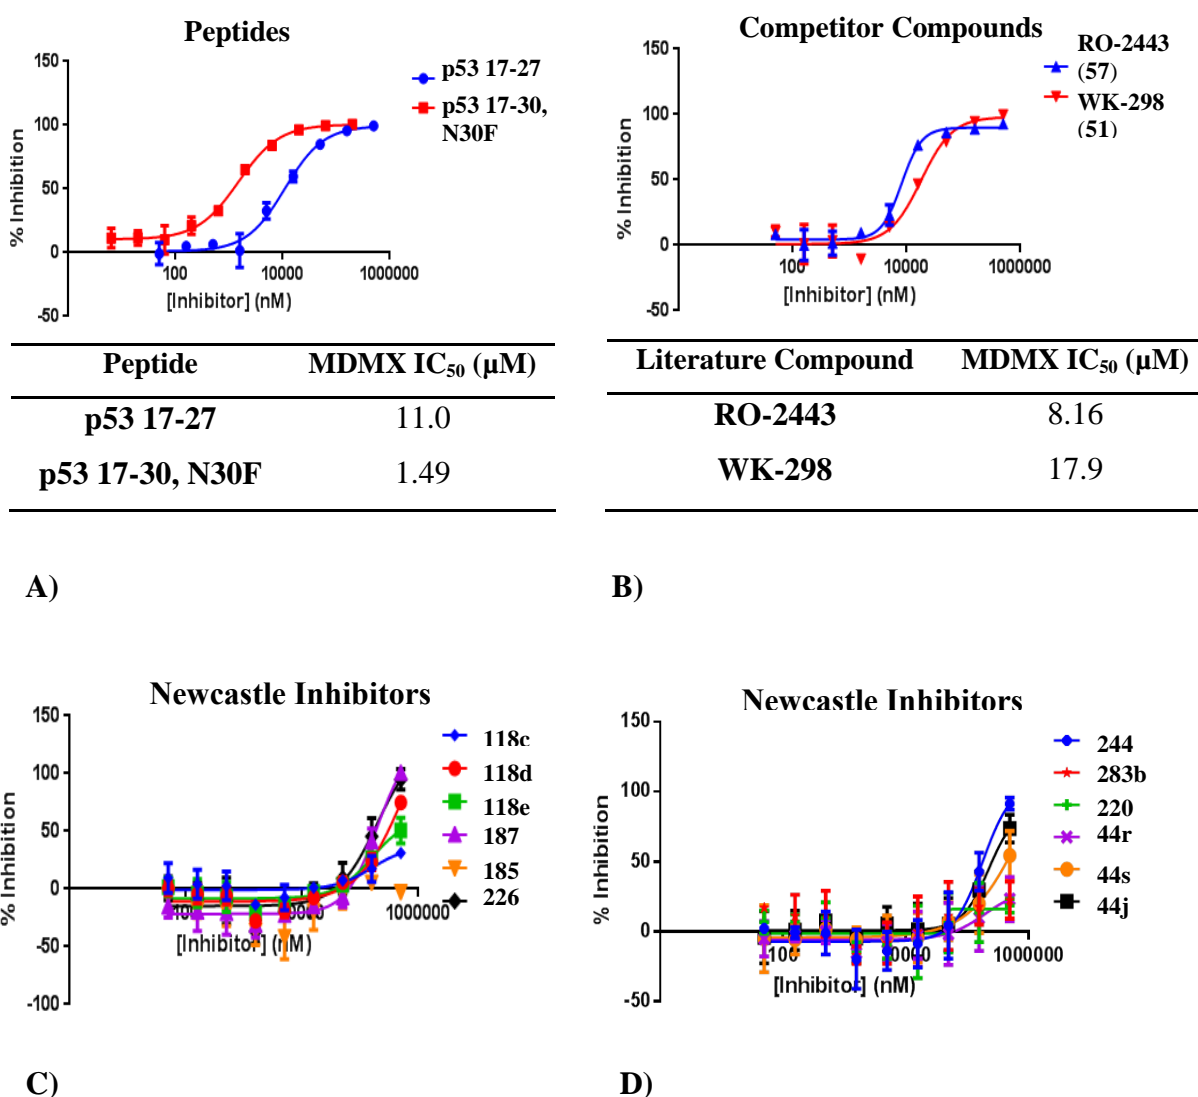 Peptides
150
100
50
0
-50
% Inhibition
100
10000
1000000
[Inhibitor] (nM)
p53 17-27
p53 17-30,
N30F
Peptide MDMX IC50 (µM)
p53 17-27 11.0
p53 17-30, N30F 1.49
A)
Competitor Compounds
150
100
50
0
-50
% Inhibition
100
10000
1000000
[Inhibitor] (nM)
RO-2443
(57)
WK-298
(51)
Literature Compound MDMX IC50 (µM)
RO-2443 8.16
WK-298 17.9
B)
Newcastle Inhibitors
150
100
50
0
-50
-100
% Inhibition
1000000
[Inhibitor] (nM)
118c
118d
118e
187
185
226
C)
Newcastle Inhibitors
150
100
50
0
-50
% Inhibition
100
1000000
[Inhibitor] (nM)
244
283b
220
44r
44s
44j
D)